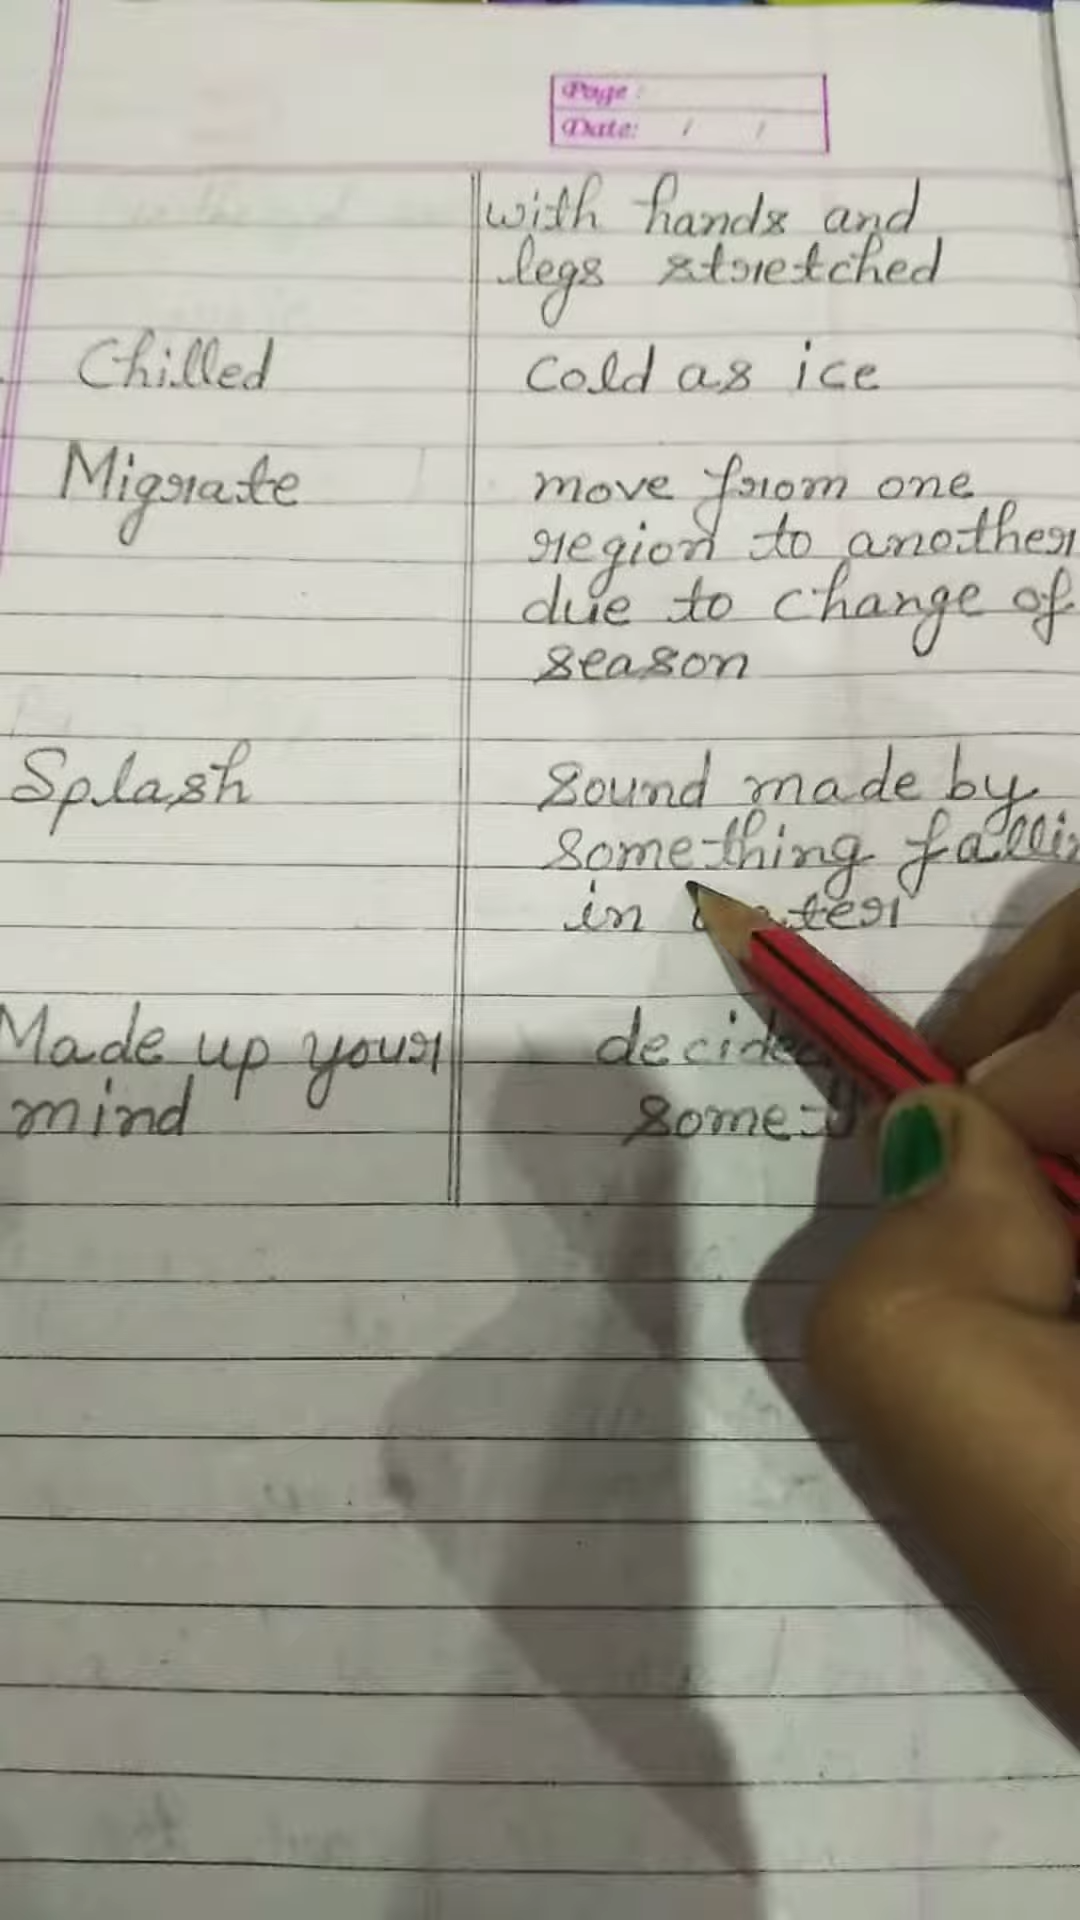 Page :
Date: / /
with hands and
legs stretched
Chilled cold as ice
Migrate move from one
region to another
due to change of
season
Splash Sound made by
something
in
Made up your
mind